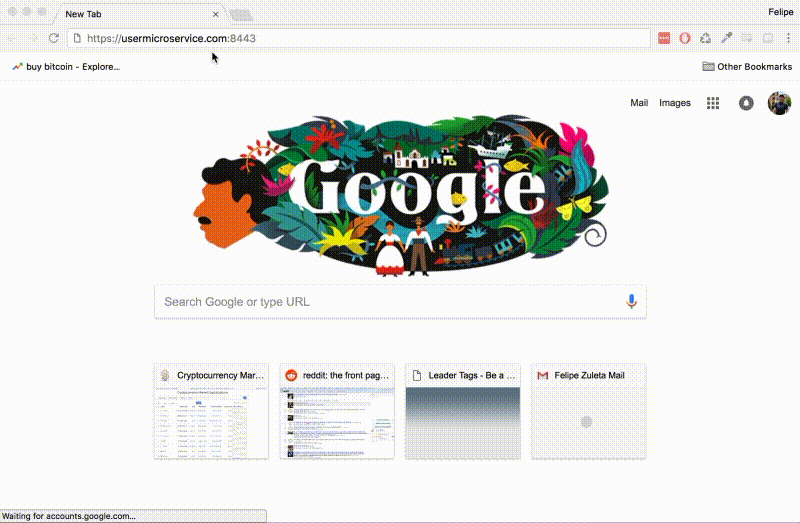 New Tab
Felipe
https://usermicroservice.com:8443
buy bitcoin - Explore...
Other Bookmarks
Mail Images
Google
Search Google or type URL
Cryptocurrency Mar...
reddit: the front pag...
Leader Tags - Be a ...
Felipe Zuleta Mail
Waiting for accounts.google.com...